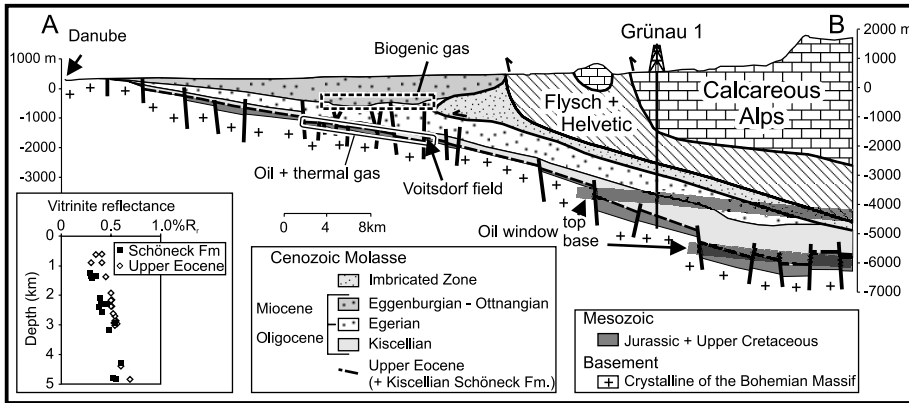 A
B
Danube
Biogenic gas
Grünau 1
1000 m
0
-1000
-2000
-3000
2000 m
1000
0
-1000
-2000
-3000
-4000
-5000
-6000
-7000
Flysch +
Helvetic
Calcareous
Alps
Oil + thermal gas
Voitsdorf field
Oil window
top
base
0 4 8km
Vitrinite reflectance
0 0,5 1.0%Rr
Schöneck Fm
Upper Eocene
Depth (km)
0
1
2
3
4
5
Cenozoic Molasse
Imbricated Zone
Miocene
Eggenburgian - Ottnangian
Oligocene
Egerian
Kiscellian
Upper Eocene
(+ Kiscellian Schöneck Fm.)
Mesozoic
Jurassic + Upper Cretaceous
Basement
Crystalline of the Bohemian Massif